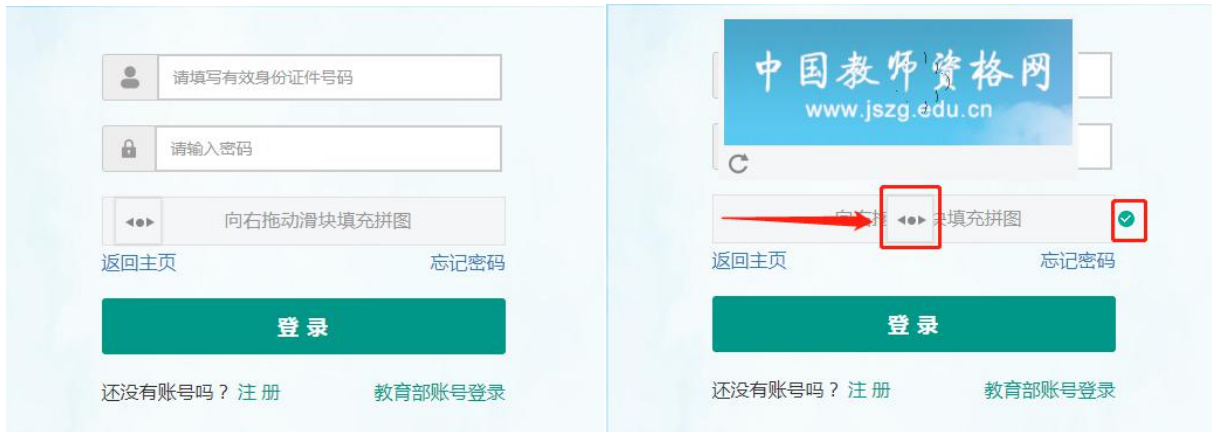 请填写有效身份证件号码
请输入密码
向右拖动滑块填充拼图
返回主页 忘记密码
登 录
还没有账号吗？注 册 教育部账号登录
中国教师资格网
www.jszg.edu.cn
块填充拼图
返回主页 忘记密码
登 录
还没有账号吗？注 册 教育部账号登录